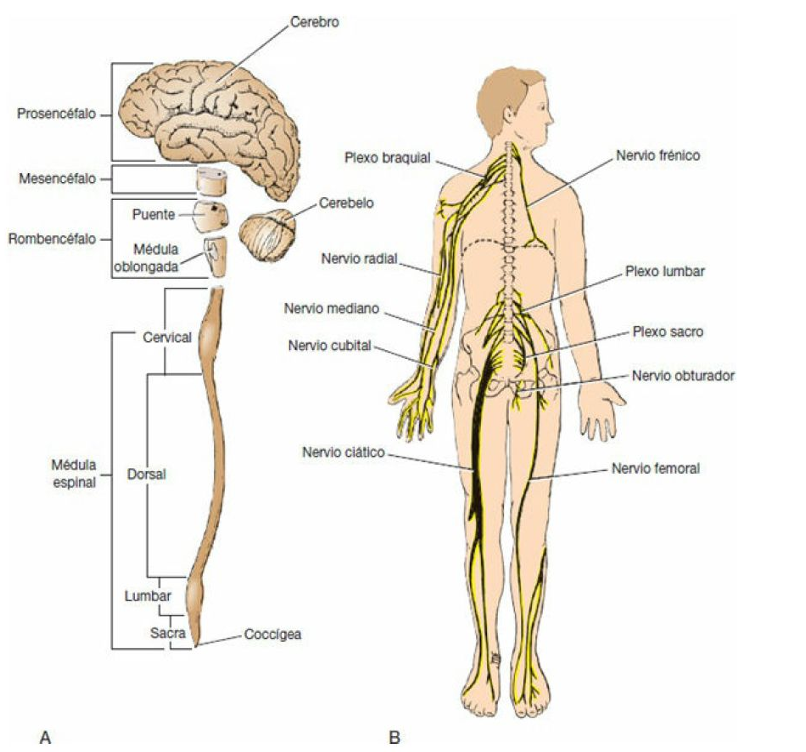 Cerebro
Prosencéfalo
Mesencéfalo
Puente
Cerebelo
Rombencéfalo
Médula
oblongada
Cervical
Médula
espinal
Dorsal
Lumbar
Sacra
Coccígea
A
Plexo braquial
Nervio frénico
Nervio radial
Plexo lumbar
Nervio mediano
Plexo sacro
Nervio cubital
Nervio obturador
Nervio ciático
Nervio femoral
B